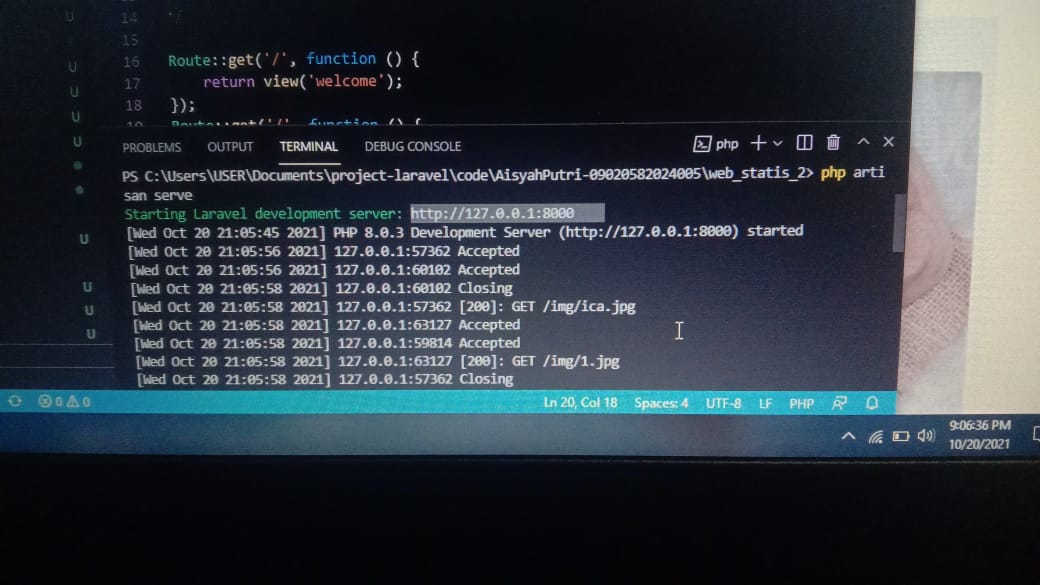 U
14 */
15
U
16 Route::get('/', function () {
U
17 return view('welcome');
U
18 });
19 Route::get('/', function () {
U
PROBLEMS OUTPUT TERMINAL DEBUG CONSOLE php
PS C:\Users\USER\Documents\project-laravel\code\AisyahPutri-09020582024005\web_statis_2> php arti
san serve
Starting Laravel development server: http://127.0.0.1:8000
[Wed Oct 20 21:05:45 2021] PHP 8.0.3 Development Server (http://127.0.0.1:8000) started
U
[Wed Oct 20 21:05:56 2021] 127.0.0.1:57362 Accepted
[Wed Oct 20 21:05:56 2021] 127.0.0.1:60102 Accepted
U
[Wed Oct 20 21:05:58 2021] 127.0.0.1:60102 Closing
U
[Wed Oct 20 21:05:58 2021] 127.0.0.1:57362 [200]: GET /img/ica.jpg
[Wed Oct 20 21:05:58 2021] 127.0.0.1:63127 Accepted
U
[Wed Oct 20 21:05:58 2021] 127.0.0.1:59814 Accepted
[Wed Oct 20 21:05:58 2021] 127.0.0.1:63127 [200]: GET /img/1.jpg
[Wed Oct 20 21:05:58 2021] 127.0.0.1:57362 Closing
0 0 Ln 20, Col 18 Spaces: 4 UTF-8 LF PHP
9:06:36 PM
10/20/2021